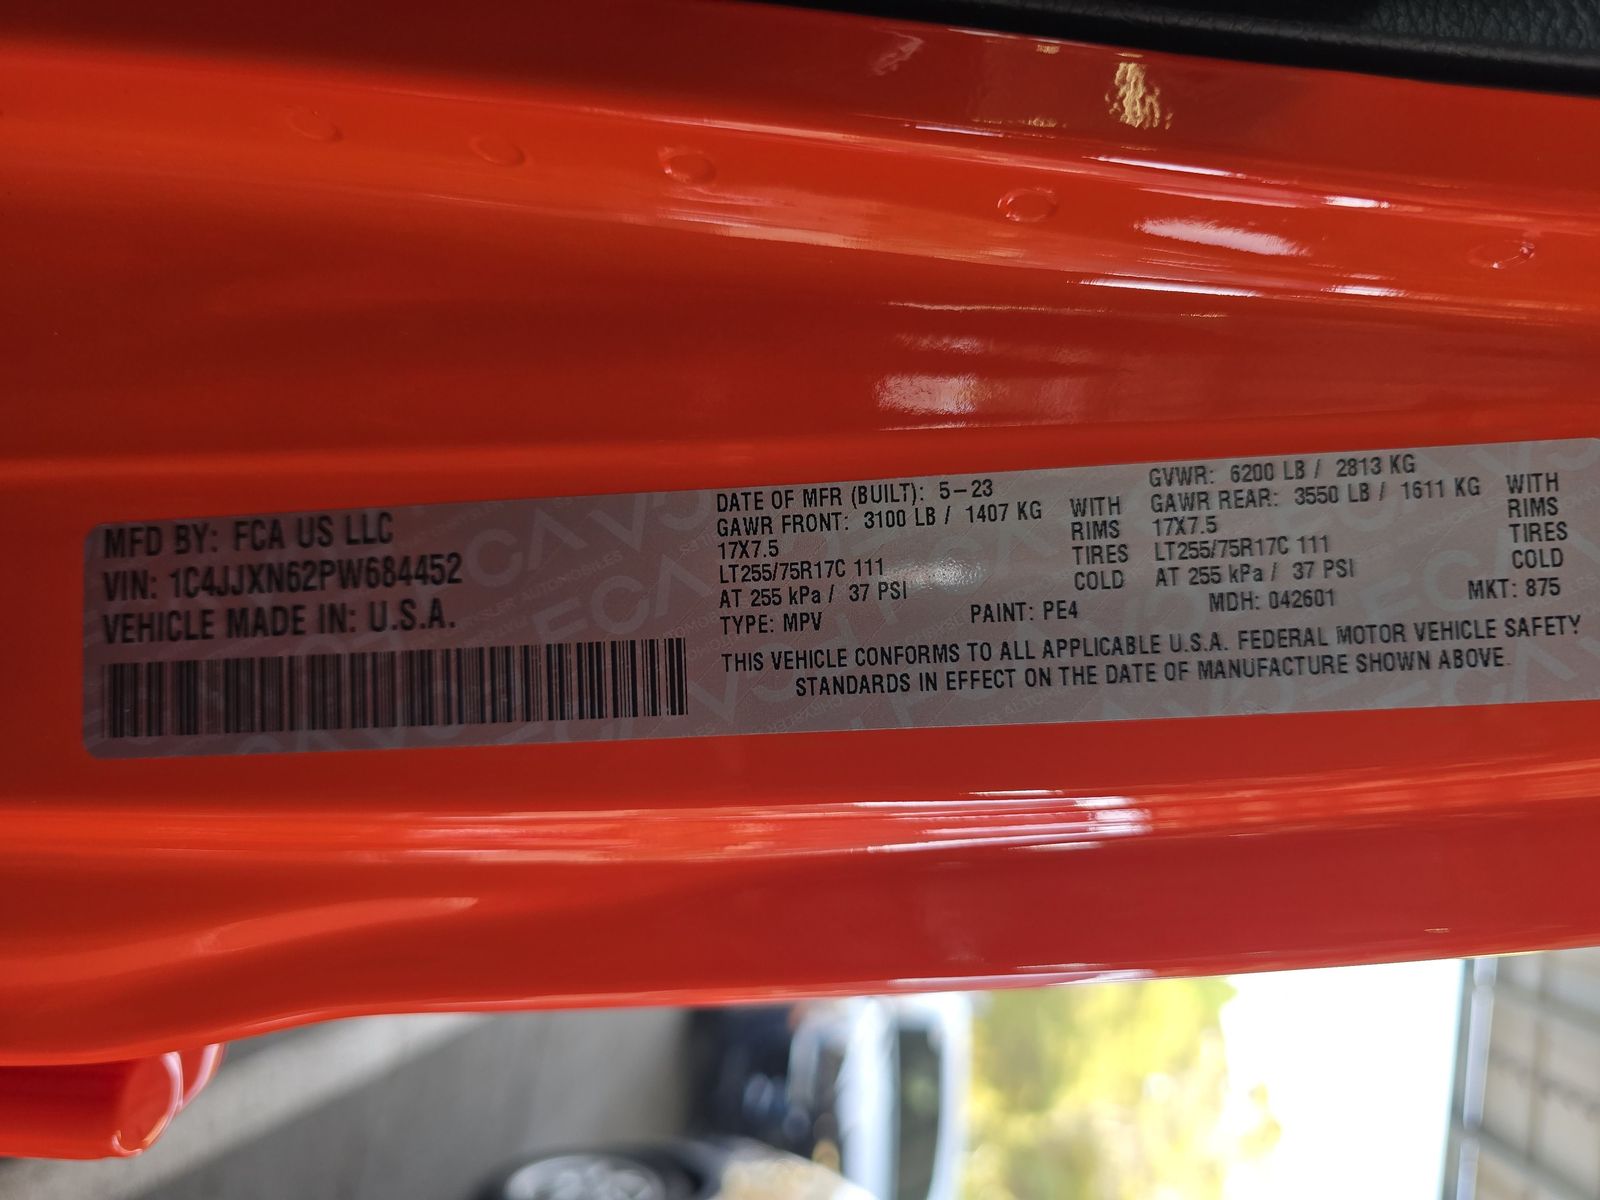 MFD BY: FCA US LLC
VIN: 1C4JJXN62PW684452
VEHICLE MADE IN: U.S.A.
DATE OF MFR (BUILT): 5-23
GAWR FRONT: 3100 LB / 1407 KG WITH
17X7.5 RIMS
LT255/75R17C 111 TIRES
AT 255 kPa / 37 PSI COLD
GVWR: 6200 LB / 2813 KG
GAWR REAR: 3550 LB / 1611 KG WITH
17X7.5 RIMS
LT255/75R17C 111 TIRES
AT 255 kPa / 37 PSI COLD
TYPE: MPV PAINT: PE4 MDH: 042601 MKT: 875
THIS VEHICLE CONFORMS TO ALL APPLICABLE U.S.A. FEDERAL MOTOR VEHICLE SAFETY
STANDARDS IN EFFECT ON THE DATE OF MANUFACTURE SHOWN ABOVE.